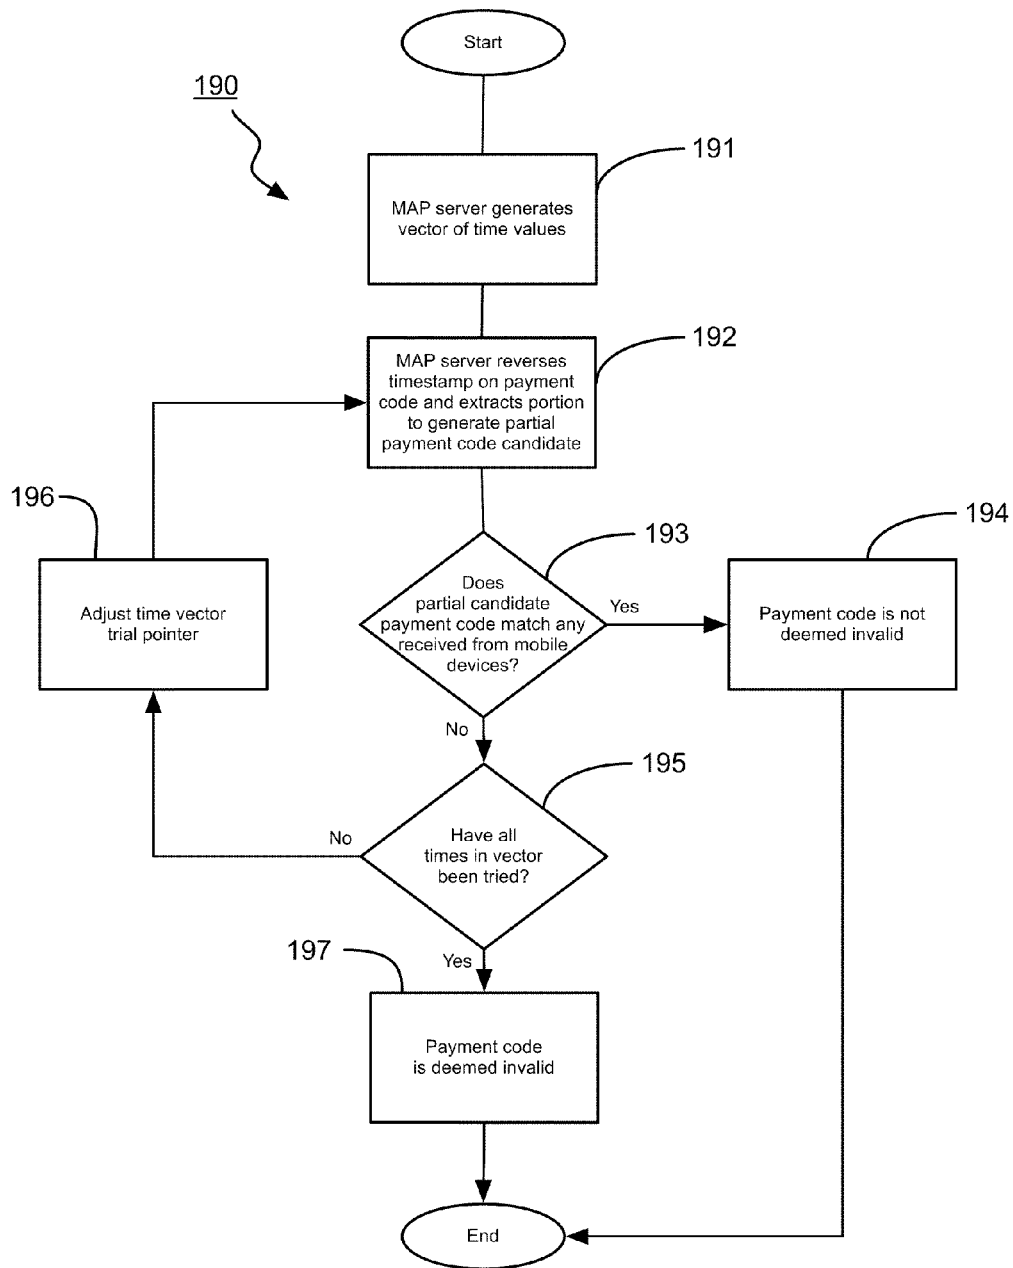 Start
190
191
MAP server generates
vector of time values
192
MAP server reverses
timestamp on payment
code and extracts portion
to generate partial
payment code candidate
196
Adjust time vector
trial pointer
193
Does
partial candidate
payment code match any
received from mobile
devices?
Yes
194
Payment code is not
deemed invalid
No
195
Have all
times in vector
been tried?
No
Yes
197
Payment code
is deemed invalid
End